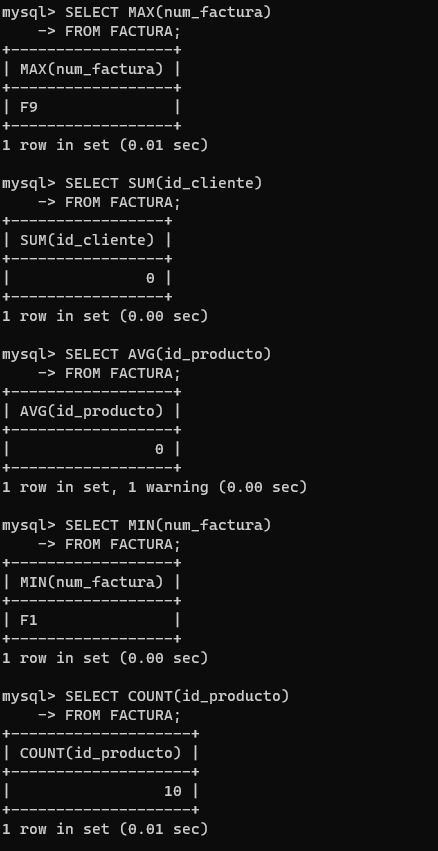 mysql> SELECT MAX(num_factura)
    -> FROM FACTURA;
+------------------+
| MAX(num_factura) |
+------------------+
| F9               |
+------------------+
1 row in set (0.01 sec)

mysql> SELECT SUM(id_cliente)
    -> FROM FACTURA;
+-----------------+
| SUM(id_cliente) |
+-----------------+
|               0 |
+-----------------+
1 row in set (0.00 sec)

mysql> SELECT AVG(id_producto)
    -> FROM FACTURA;
+------------------+
| AVG(id_producto) |
+------------------+
|                0 |
+------------------+
1 row in set, 1 warning (0.00 sec)

mysql> SELECT MIN(num_factura)
    -> FROM FACTURA;
+------------------+
| MIN(num_factura) |
+------------------+
| F1               |
+------------------+
1 row in set (0.00 sec)

mysql> SELECT COUNT(id_producto)
    -> FROM FACTURA;
+--------------------+
| COUNT(id_producto) |
+--------------------+
|                 10 |
+--------------------+
1 row in set (0.01 sec)